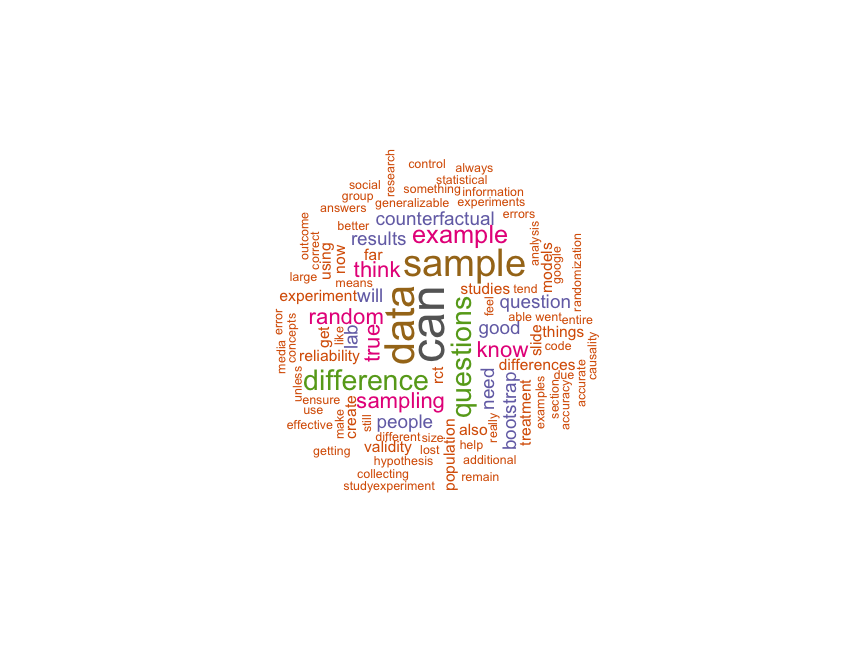 research
control
always
statistical
social
something
information
group
generalizable
experiments
answers
counterfactual
errors
better
example
results
outcome
correct
using
now
far
think
sample
analysis
models
google
randomization
large
means
studies
tend
experiment
will
data
can
questions
feel
question
random
able
went
entire
error
media
concepts
get
like
lab
true
good
slide
things
reliability
know
code
causality
unless
difference
rct
differences
need
bootstrap
treatment
examples
section
due
accuracy
accurate
ensure
sampling
use
effective
make
create
still
people
population
also
really
different
size
validity
lost
help
getting
hypothesis
additional
collecting
remain
studyexperiment